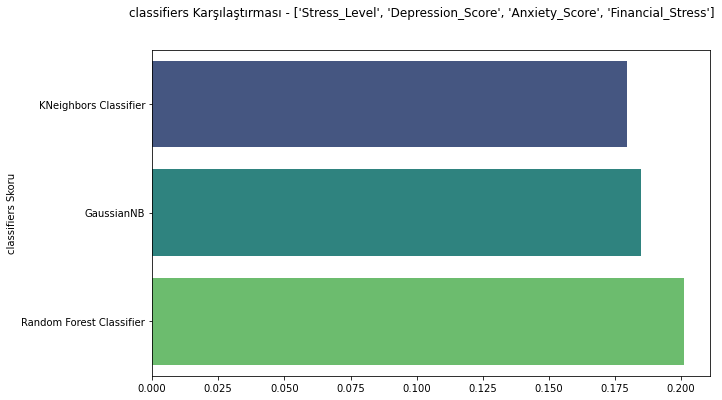 classifiers Karşılaştırması - ['Stress_Level', 'Depression_Score', 'Anxiety_Score', 'Financial_Stress']
KNeighbors Classifier
GaussianNB
Random Forest Classifier
classifiers Skoru
0.000 0.025 0.050 0.075 0.100 0.125 0.150 0.175 0.200